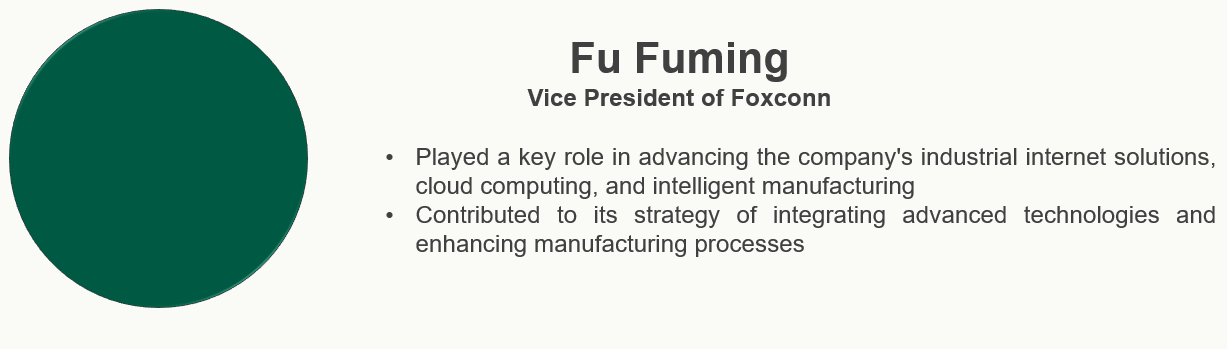 Fu Fuming
Vice President of Foxconn
• Played a key role in advancing the company's industrial internet solutions,
cloud computing, and intelligent manufacturing
• Contributed to its strategy of integrating advanced technologies and
enhancing manufacturing processes